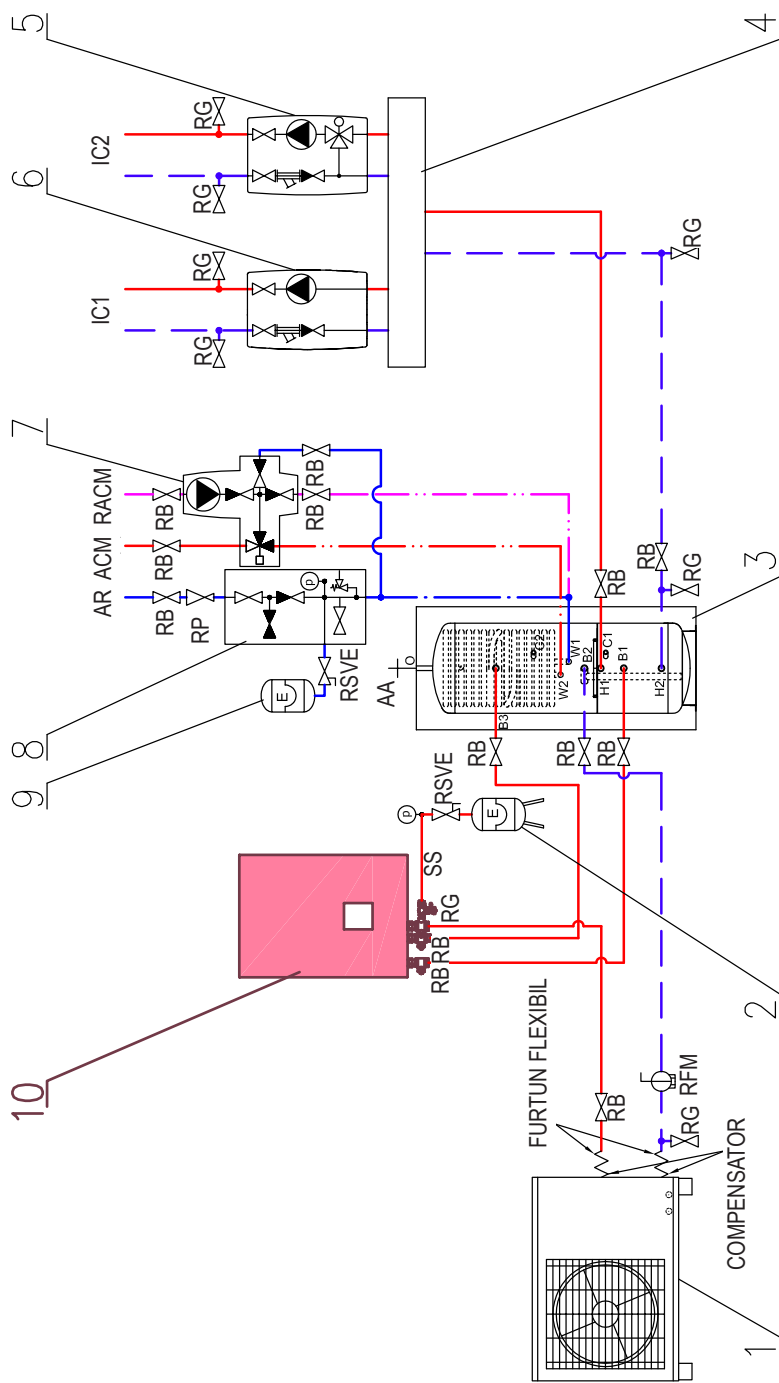 10
9
8
7
6
5
AR
ACM
RACM
IC1
IC2
RB
RB
RB
RP
RG
RG
RG
RG
E
P
RSVE
RB
RB
AA
P
RSVE
SS
RG
RB
RB
E
RB
B3
G2
W2
W1
RB
B2
H1
C1
RB
B1
H2
RB
RB
RG
RG
FURTUN FLEXIBIL
RB
RFM
RG
COMPENSATOR
1
2
3
4